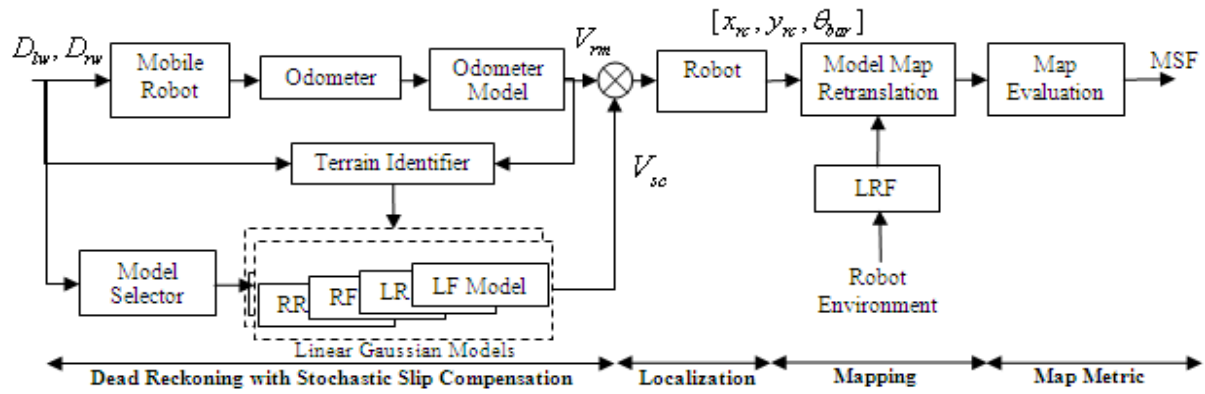 D_lw, D_rw
Mobile
Robot
Odometer
Odometer
Model
V_rm
Robot
[x_rc, y_rc, θ_bar]
Model Map
Retranslation
Map
Evaluation
MSF
Terrain Identifier
V_sc
LRF
Robot
Environment
Model
Selector
RR
RF
LR
LF Model
Linear Gaussian Models
Dead Reckoning with Stochastic Slip Compensation
Localization
Mapping
Map Metric